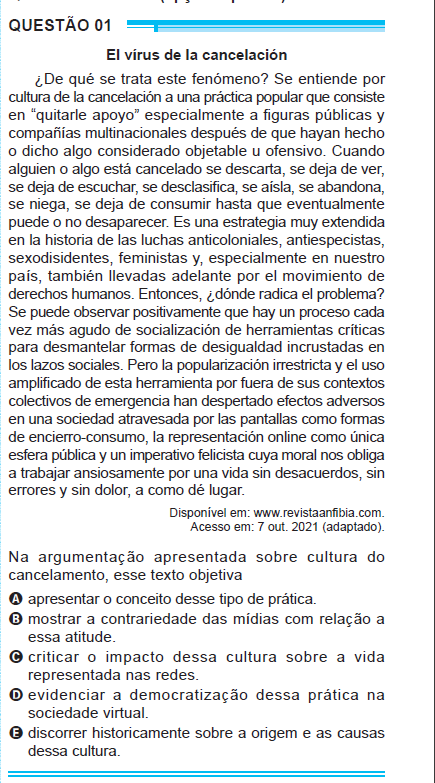 QUESTÃO 01
El vírus de la cancelación
¿De qué se trata este fenómeno? Se entiende por
cultura de la cancelación a una práctica popular que consiste
en “quitarle apoyo” especialmente a figuras públicas y
compañías multinacionales después de que hayan hecho
o dicho algo considerado objetable u ofensivo. Cuando
alguien o algo está cancelado se descarta, se deja de ver,
se deja de escuchar, se desclasifica, se aísla, se abandona,
se niega, se deja de consumir hasta que eventualmente
puede o no desaparecer. Es una estrategia muy extendida
en la historia de las luchas anticoloniales, antiespecistas,
sexodisidentes, feministas y, especialmente en nuestro
país, también llevadas adelante por el movimiento de
derechos humanos. Entonces, ¿dónde radica el problema?
Se puede observar positivamente que hay un proceso cada
vez más agudo de socialización de herramientas críticas
para desmantelar formas de desigualdad incrustadas en
los lazos sociales. Pero la popularización irrestricta y el uso
amplificado de esta herramienta por fuera de sus contextos
colectivos de emergencia han despertado efectos adversos
en una sociedad atravesada por las pantallas como formas
de encierro-consumo, la representación online como única
esfera pública y un imperativo felicista cuya moral nos obliga
a trabajar ansiosamente por una vida sin desacuerdos, sin
errores y sin dolor, a como dé lugar.
Disponível em: www.revistaanfibia.com.
Acesso em: 7 out. 2021 (adaptado).
Na argumentação apresentada sobre cultura do
cancelamento, esse texto objetiva
A apresentar o conceito desse tipo de prática.
B mostrar a contrariedade das mídias com relação a
essa atitude.
C criticar o impacto dessa cultura sobre a vida
representada nas redes.
D evidenciar a democratização dessa prática na
sociedade virtual.
E discorrer historicamente sobre a origem e as causas
dessa cultura.